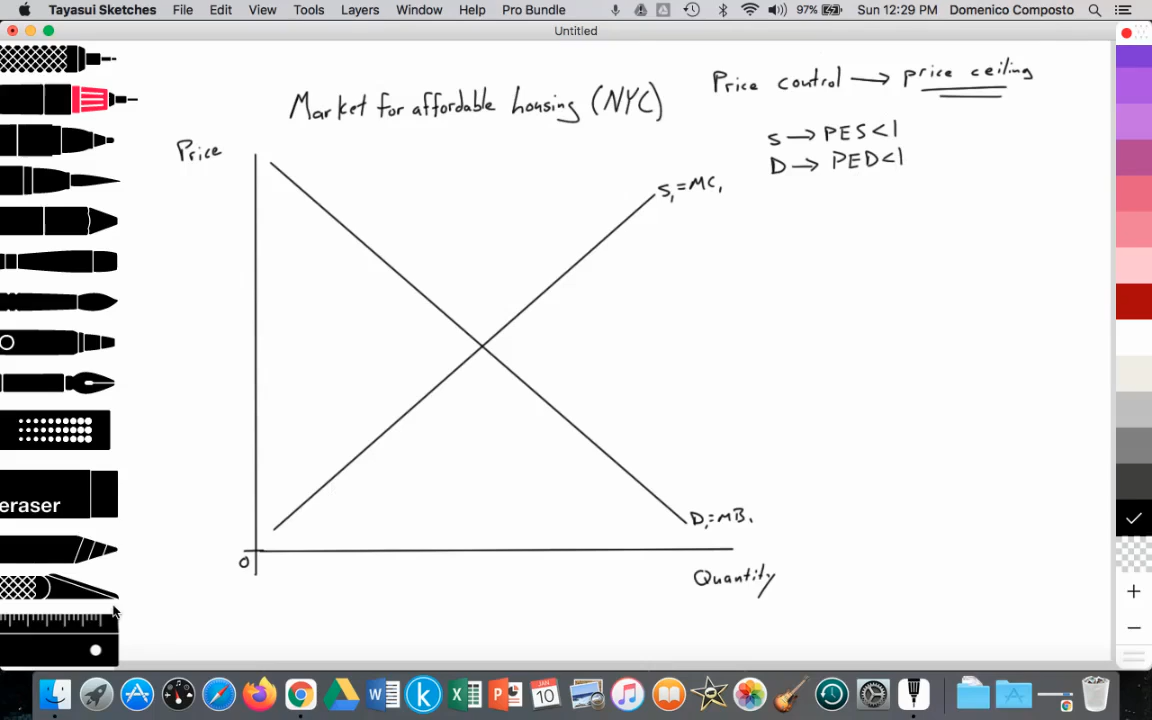 Tayasui Sketches File Edit View Tools Layers Window Help Pro Bundle 97% Sun 12:29 PM Domenico Composto
Untitled
Price control → price ceiling
Market for affordable housing (NYC)
S → PES<1
D → PED<1
Price
S₁=MC₁
D₁=MB₁
0
Quantity
eraser
JAN
10